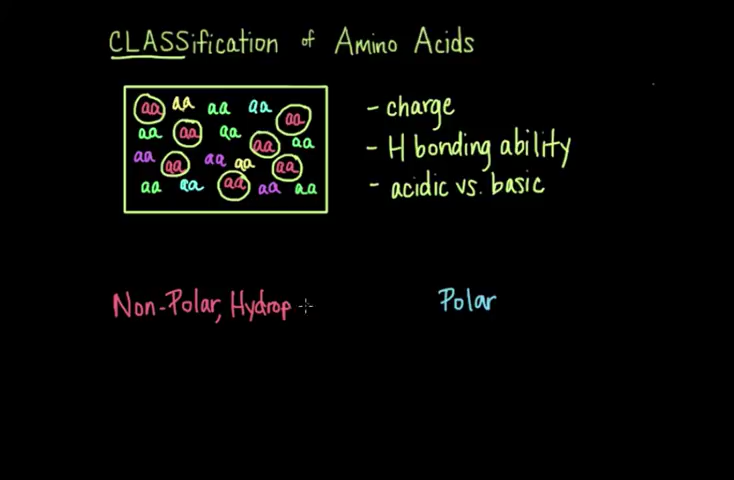 CLASSification of Amino Acids
aa aa aa aa aa
aa aa aa aa aa
aa aa aa aa aa
aa aa aa aa aa
- charge
- H bonding ability
- acidic vs. basic
Non-Polar, Hydrop
Polar